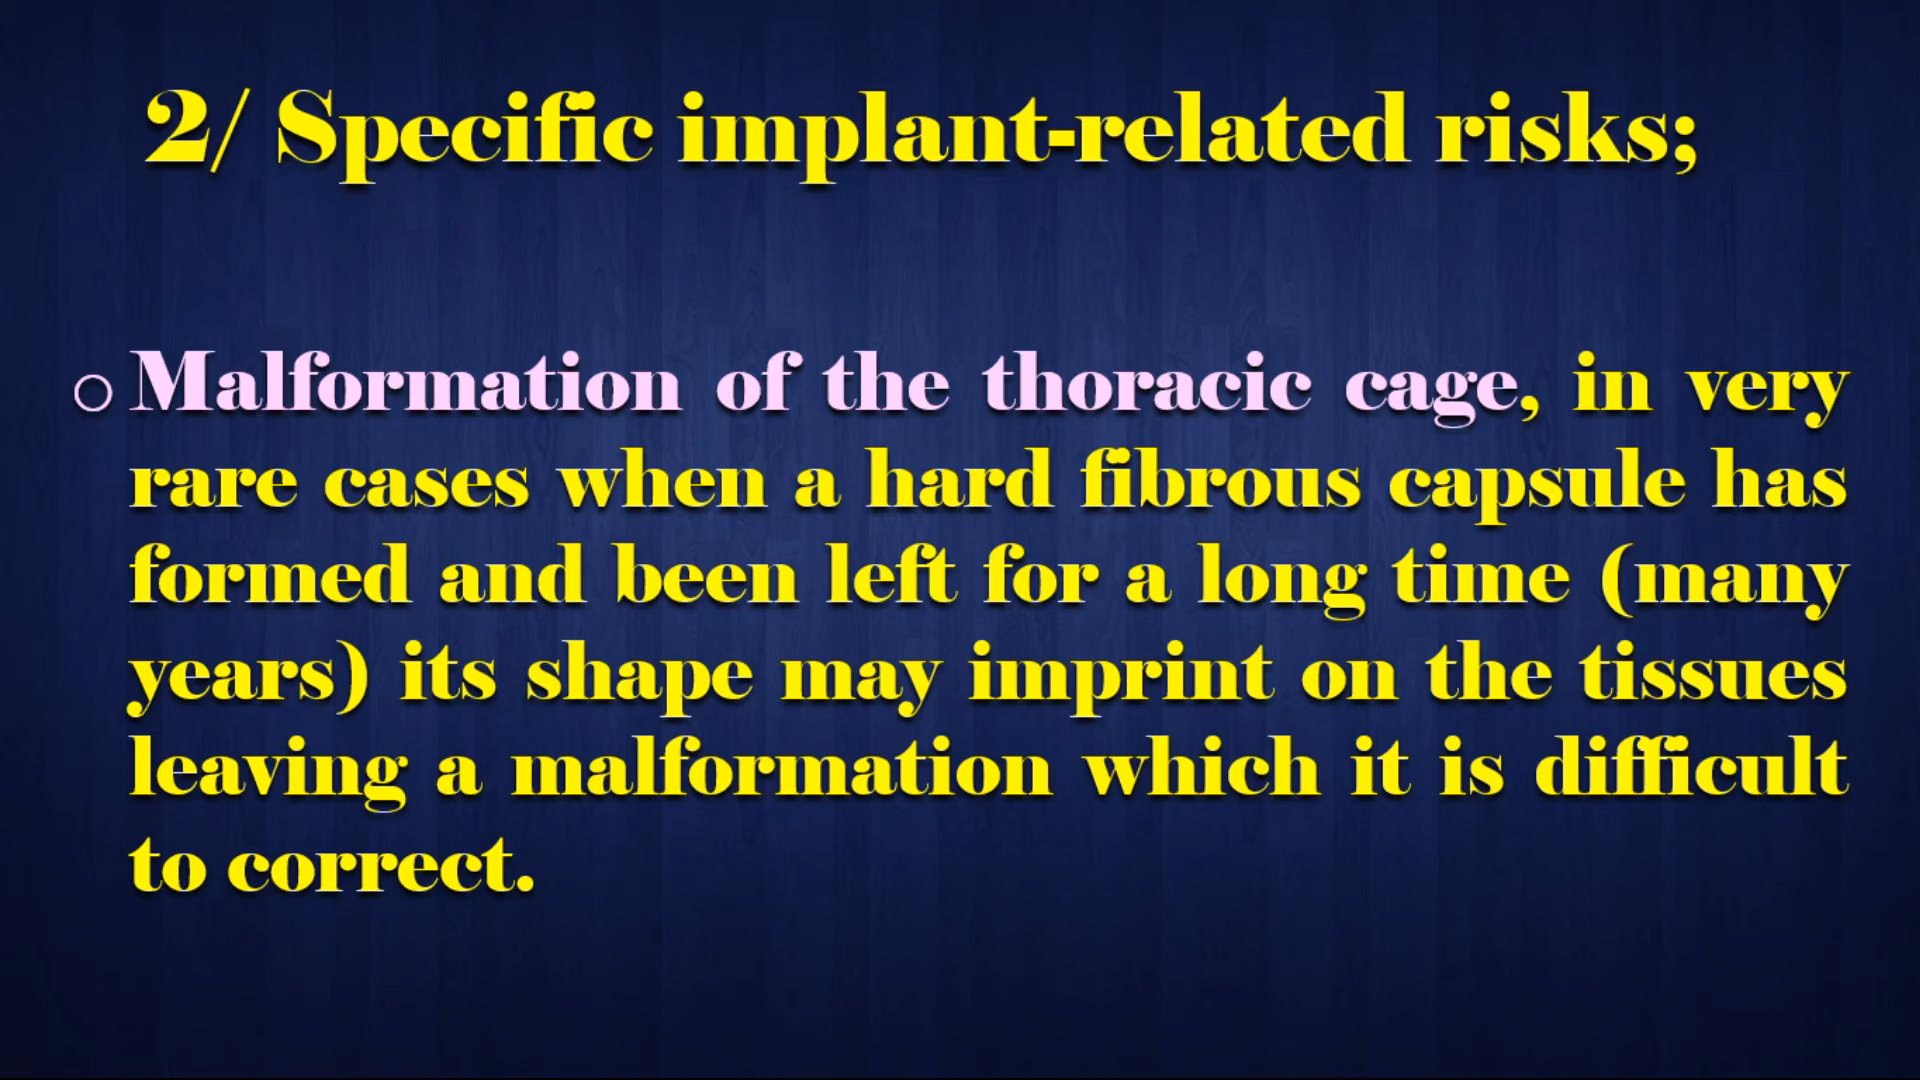 2/ Specific implant-related risks;
o Malformation of the thoracic cage, in very
rare cases when a hard fibrous capsule has
formed and been left for a long time (many
years) its shape may imprint on the tissues
leaving a malformation which it is difficult
to correct.